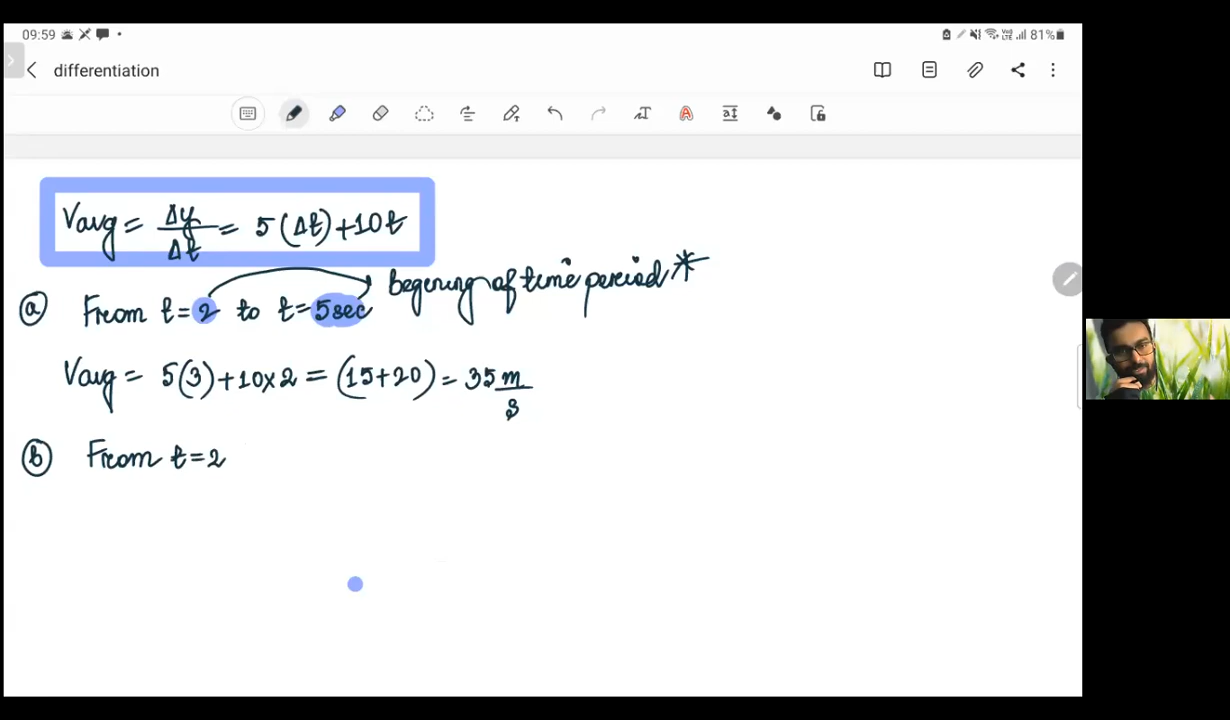 09:59
81%
differentiation
Vavg = Δy/Δt = 5(Δt)+10t
begening of time period *
a From t=2 to t=5sec
Vavg = 5(3)+10×2 = (15+20) = 35 m/s
b From t=2